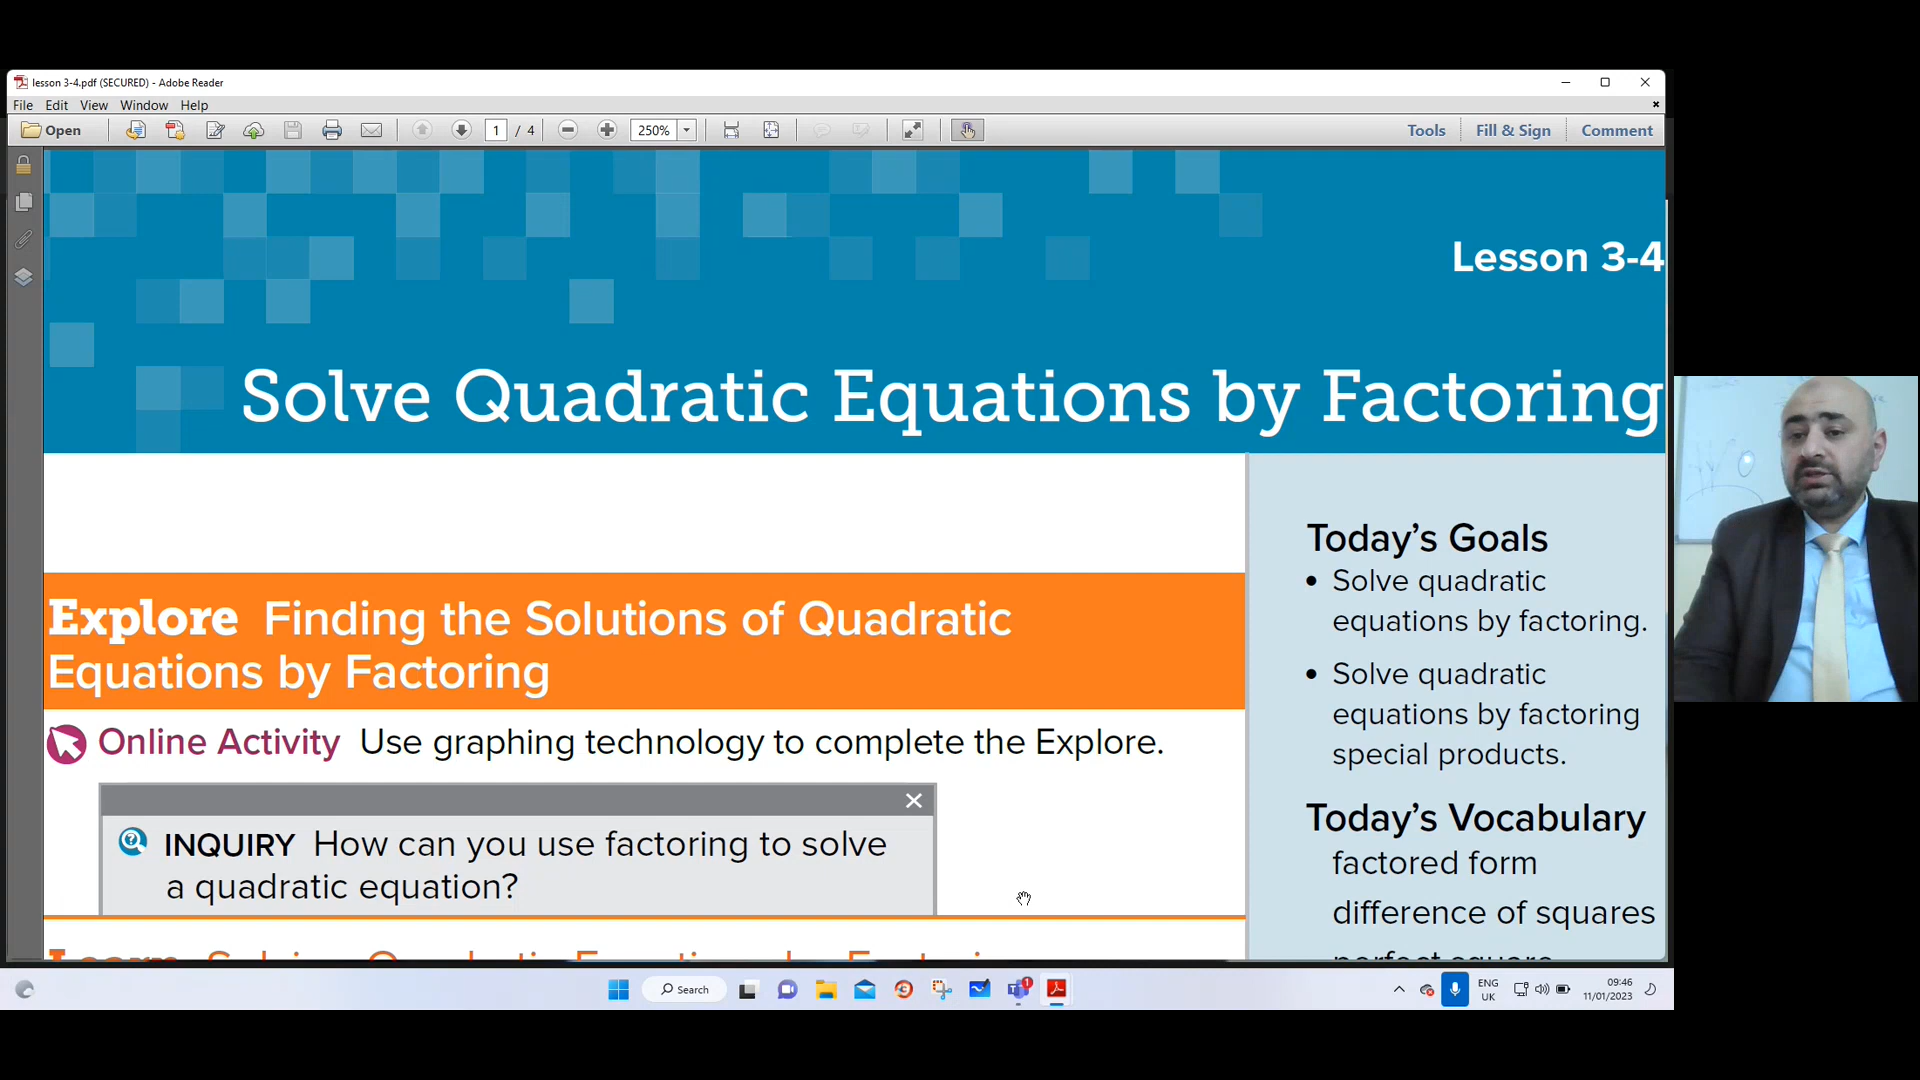 lesson 3-4.pdf (SECURED) - Adobe Reader
File Edit View Window Help
Open 1 / 4 250% Tools Fill & Sign Comment
Lesson 3-4
Solve Quadratic Equations by Factoring
Explore Finding the Solutions of Quadratic
Equations by Factoring
Online Activity Use graphing technology to complete the Explore.
INQUIRY How can you use factoring to solve
a quadratic equation?
Today's Goals
• Solve quadratic
equations by factoring.
• Solve quadratic
equations by factoring
special products.
Today's Vocabulary
factored form
difference of squares
perfect square
Search
1
ENG
UK
09:46
11/01/2023